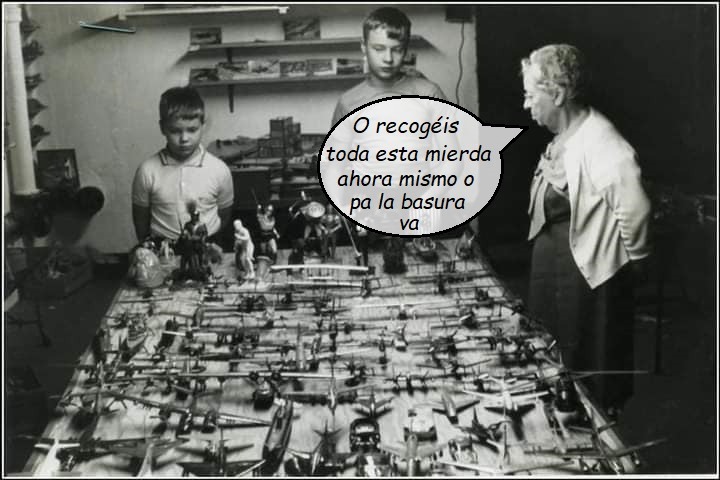 O recogéis
toda esta mierda
ahora mismo o
pa la basura
va